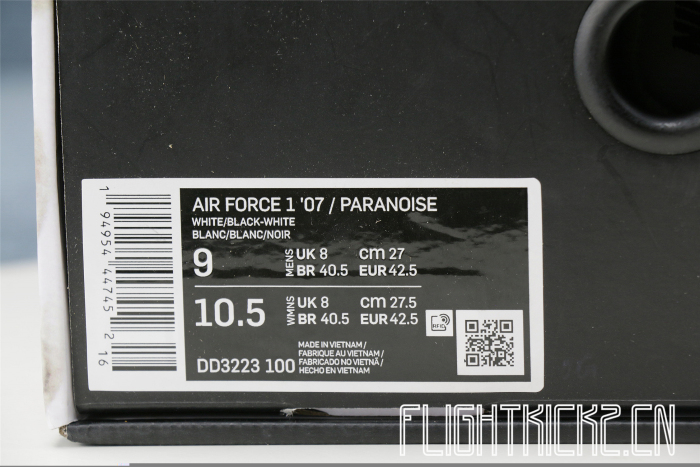 AIR FORCE 1 '07 / PARANOISE
WHITE/BLACK-WHITE
BLANC/BLANC/NOIR
9 MENS UK 8 cm 27
BR 40.5 EUR 42.5
10.5 WMNS UK 8 cm 27.5
BR 40.5 EUR 42.5
RFID
MADE IN VIETNAM /
FABRIQUE AU VIETNAM /
FABRICADO NO VIETNÃ /
HECHO EN VIETNAM
DD3223 100
1 94954 44745 2 16
FLIGHTKICKZ.CN